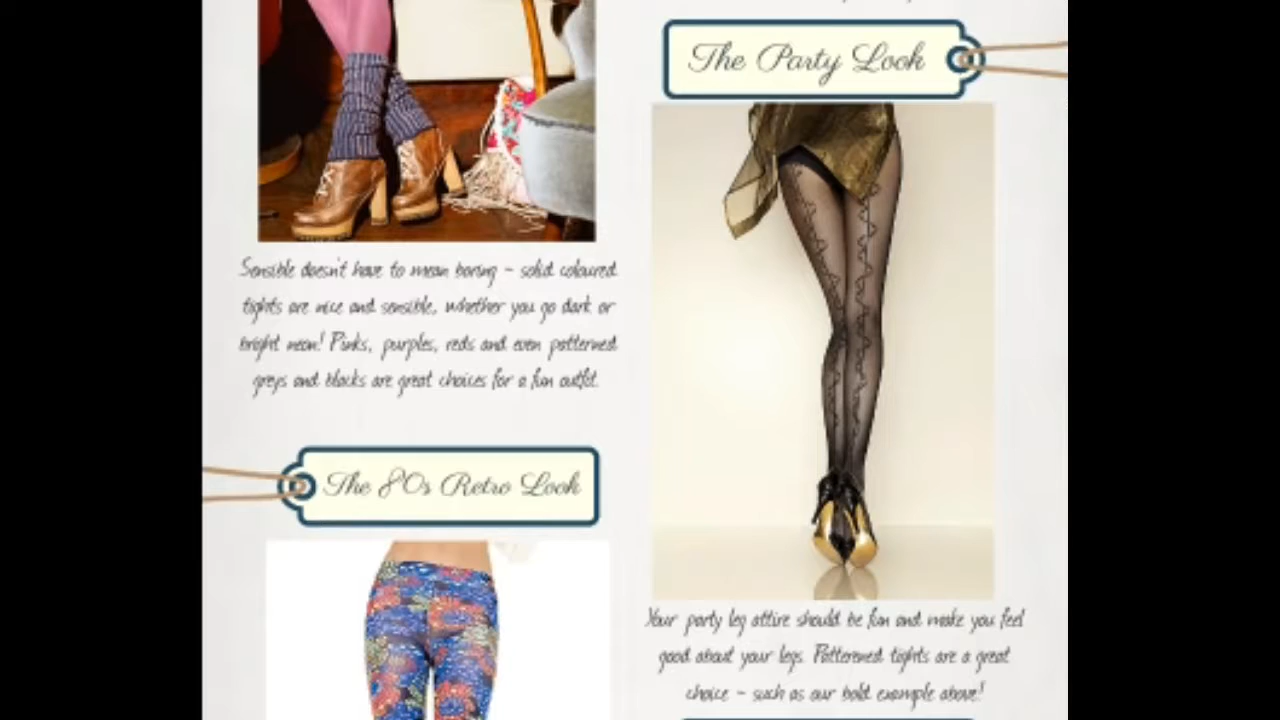 Sensible doesn't have to mean boring - solid coloured
tights are nice and sensible, whether you go dark or
bright neon! Pinks, purples, reds and even patterned
greys and blacks are great choices for a fun outfit.
The 80s Retro Look
The Party Look
Your party leg attire should be fun and make you feel
good about your legs. Patterened tights are a great
choice - such as our bold example above!